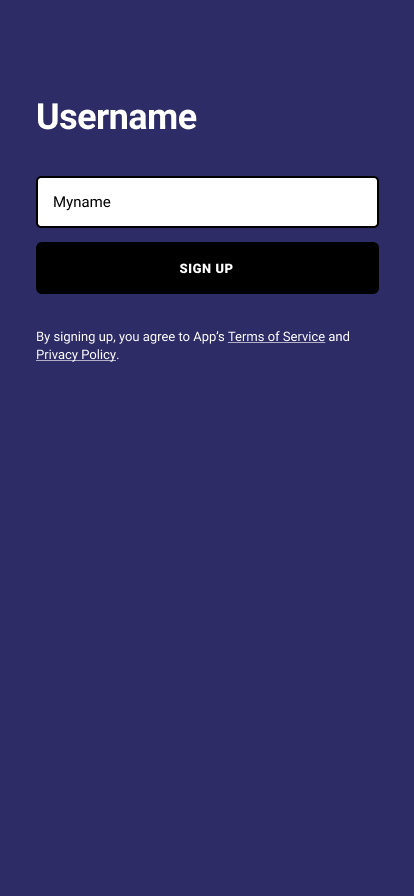 Username
Myname
SIGN UP
By signing up, you agree to App's Terms of Service and
Privacy Policy.